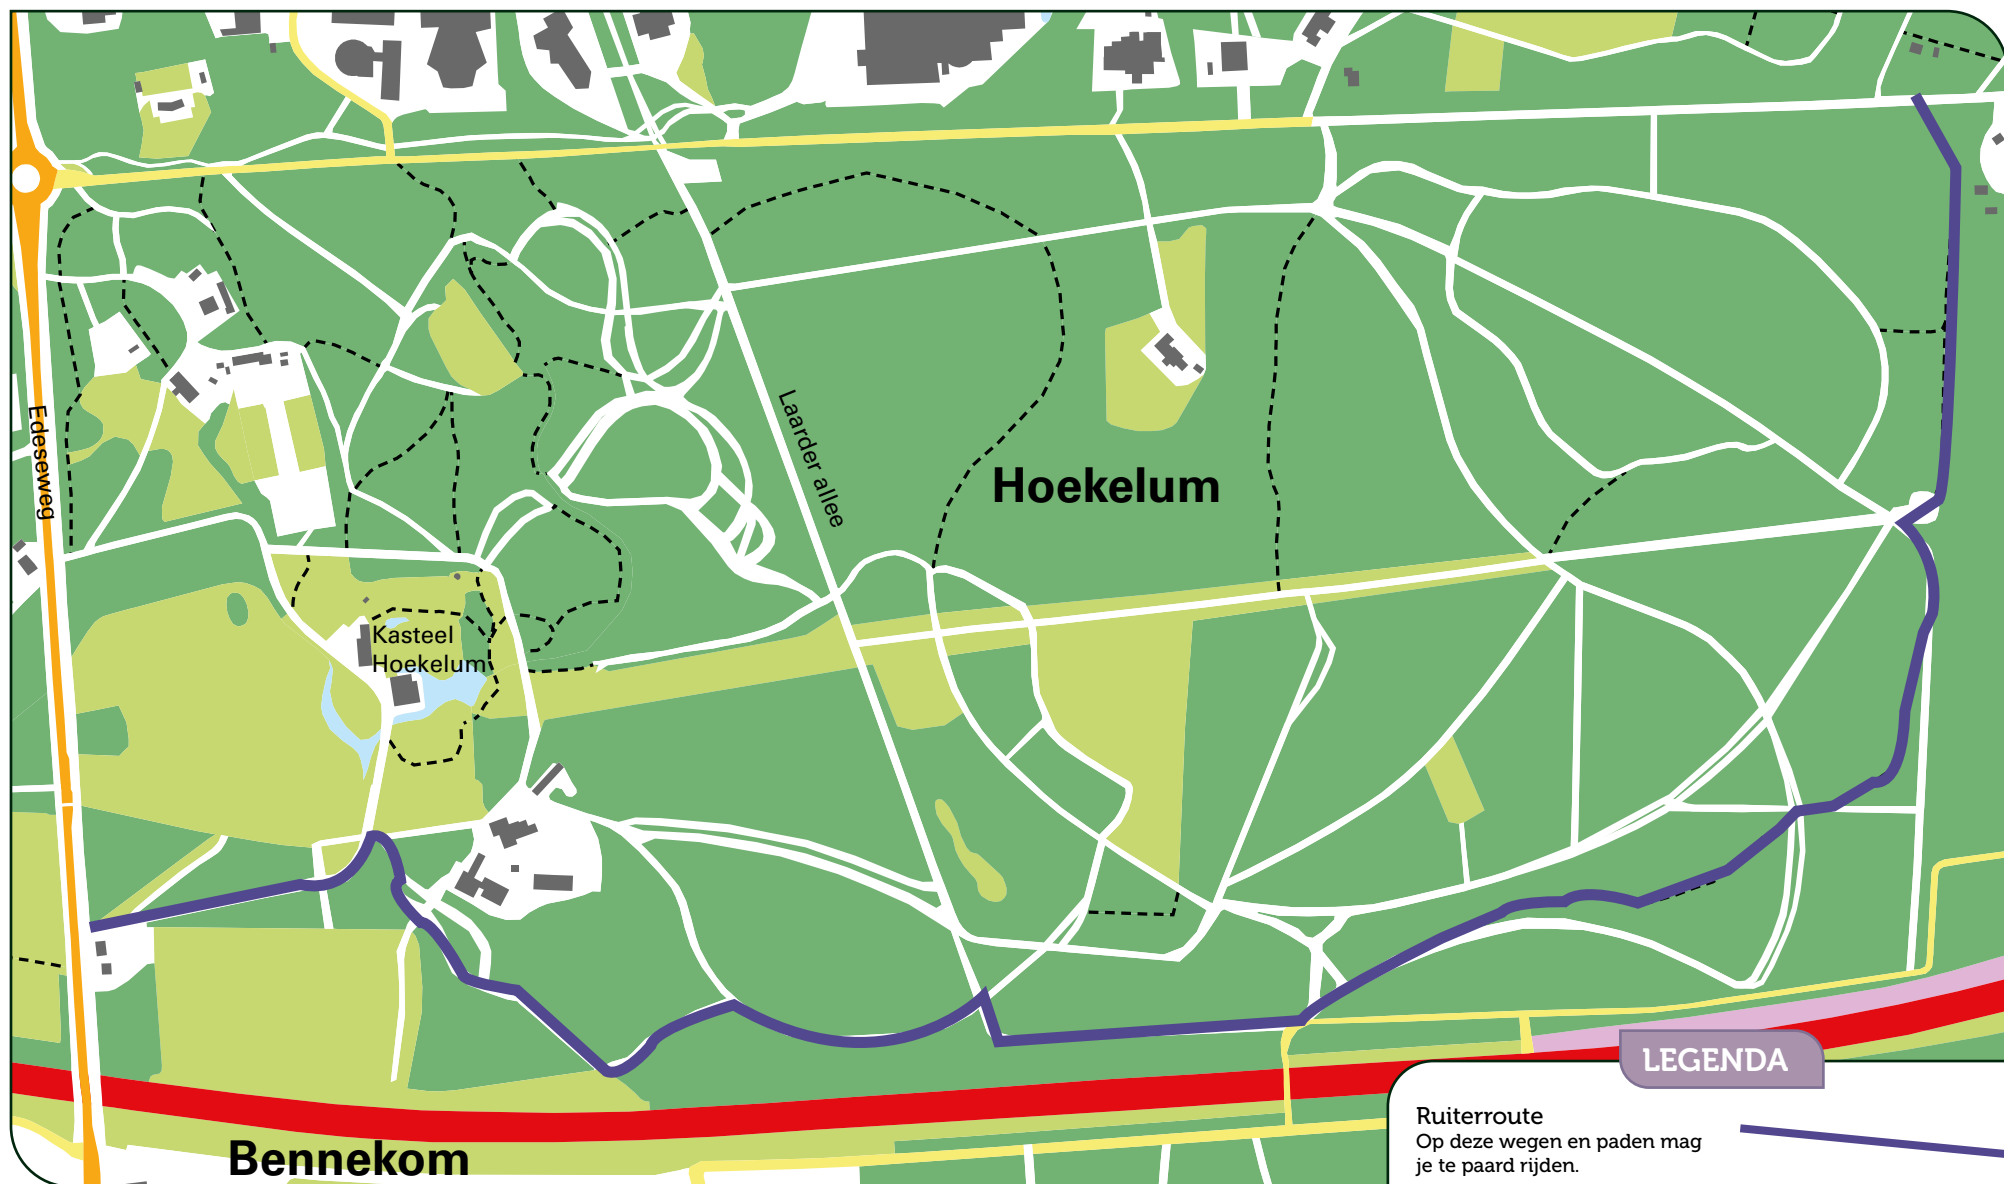 Edeseweg
Laarder allee
Hoekelum
Kasteel
Hoekelum
Bennekom
LEGENDA
Ruiterroute
Op deze wegen en paden mag
je te paard rijden.